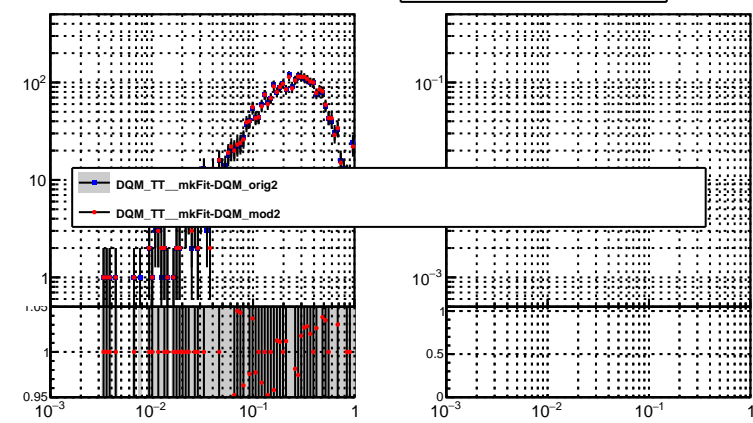 10² 10⁻¹
10
DQM_TT__mkFit-DQM_orig2
DQM_TT__mkFit-DQM_mod2
1 10⁻³
1.05 1
1 0.5
0.95 0
10⁻³ 10⁻² 10⁻¹ 1 10⁻³ 10⁻² 10⁻¹ 1